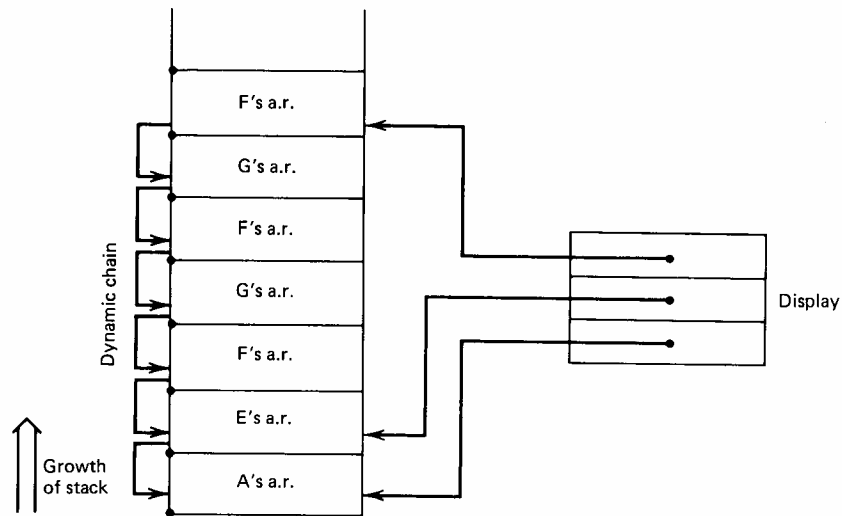 F's a.r.
G's a.r.
F's a.r.
G's a.r.
F's a.r.
E's a.r.
A's a.r.
Dynamic chain
Display
Growth
of stack